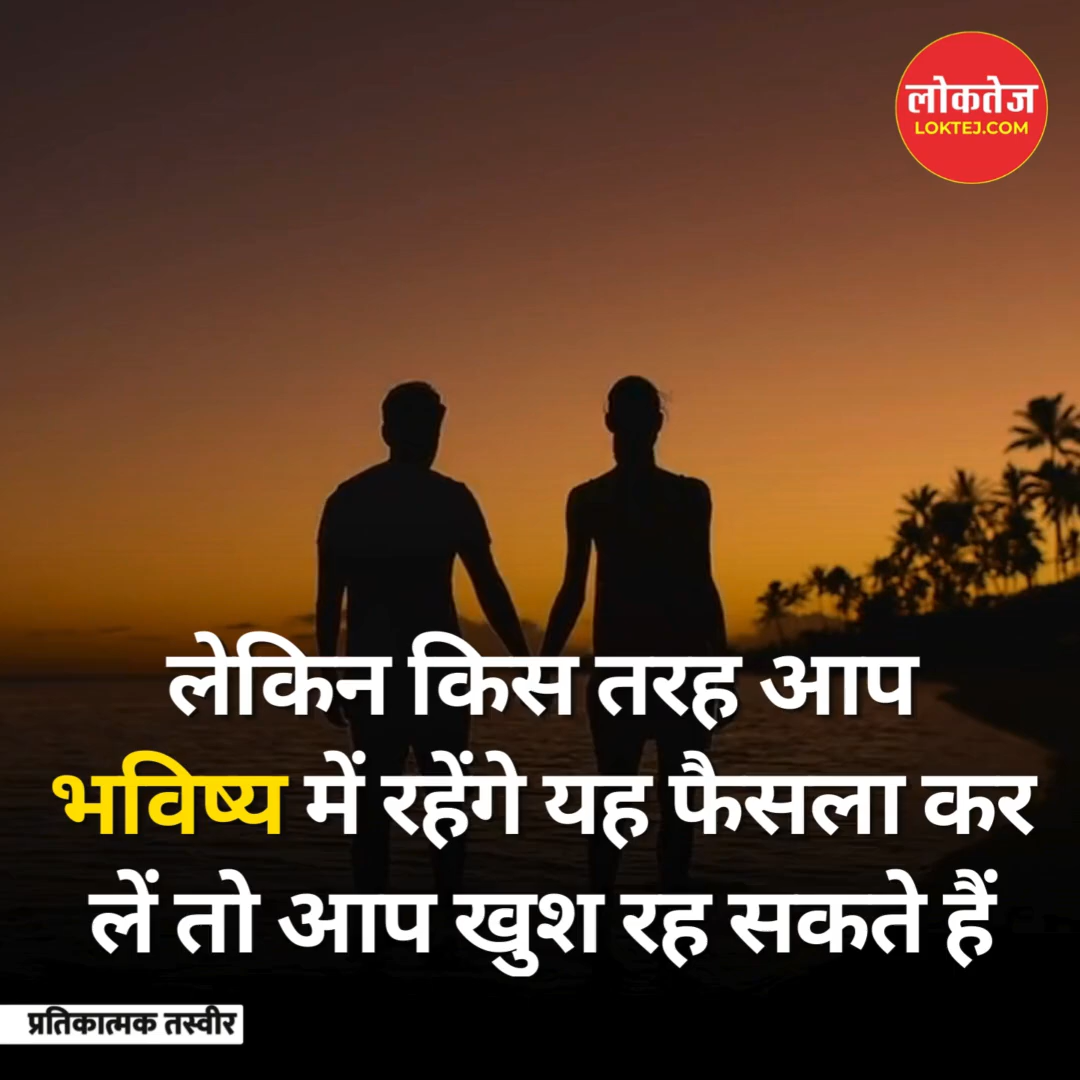 लोकतेज
LOKTEJ.COM
लेकिन किस तरह आप
भविष्य में रहेंगे यह फैसला कर
लें तो आप खुश रह सकते हैं
प्रतिकात्मक तस्वीर